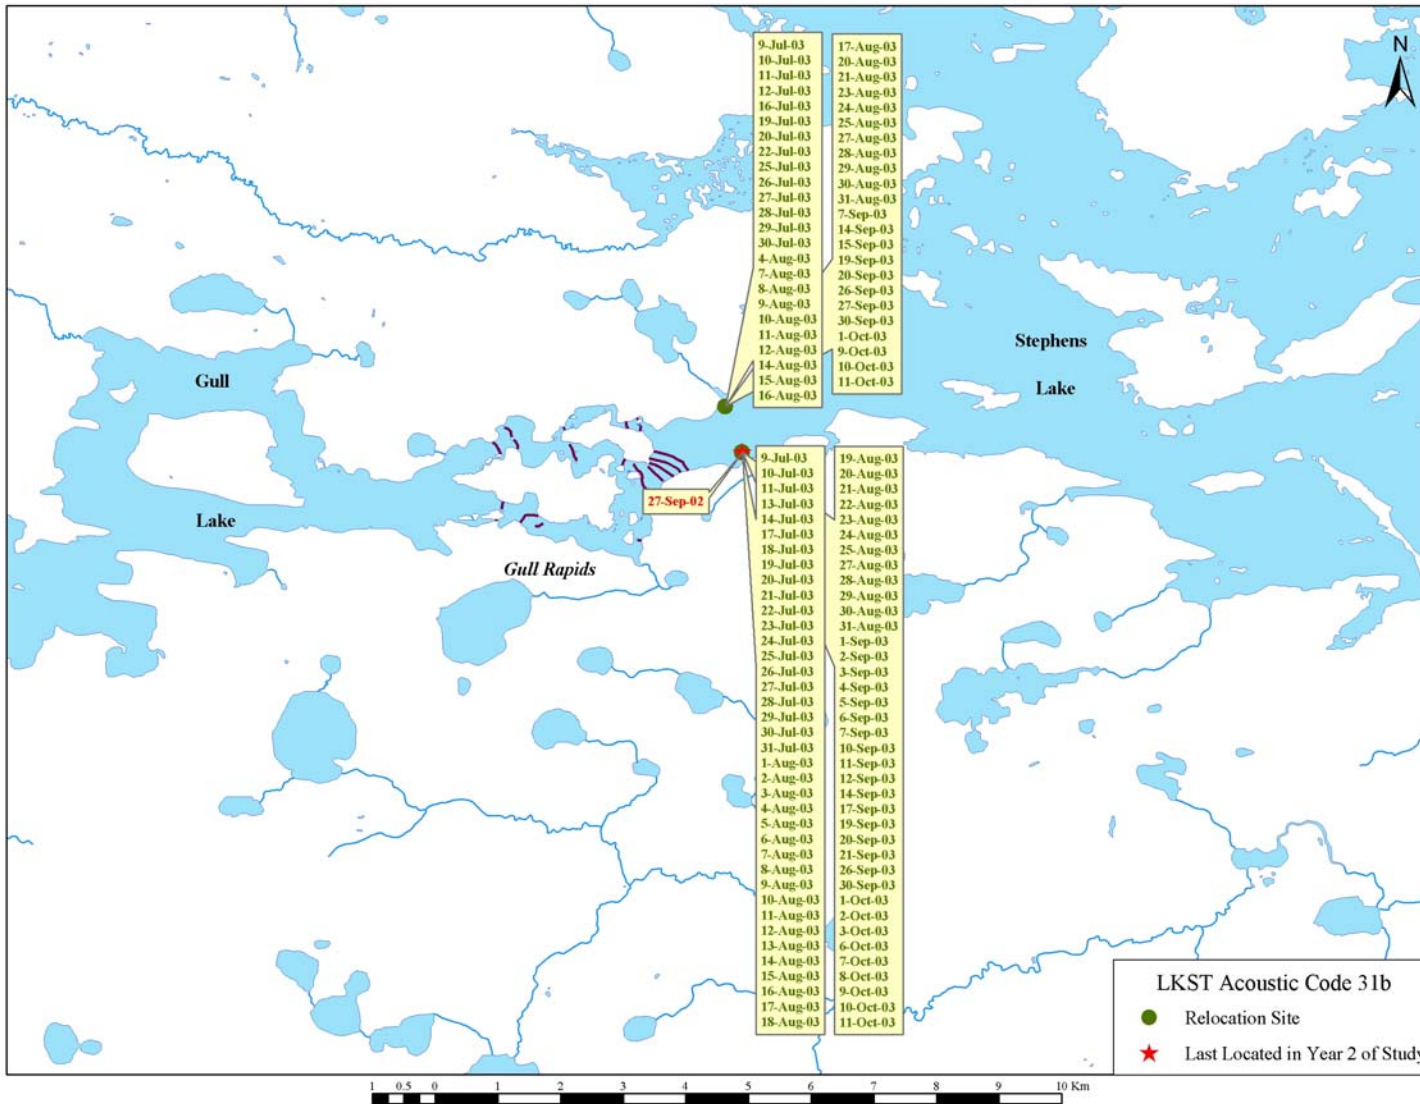 9-Jul-03
10-Jul-03
11-Jul-03
12-Jul-03
16-Jul-03
19-Jul-03
20-Jul-03
22-Jul-03
25-Jul-03
26-Jul-03
27-Jul-03
28-Jul-03
29-Jul-03
30-Jul-03
4-Aug-03
7-Aug-03
8-Aug-03
9-Aug-03
10-Aug-03
11-Aug-03
12-Aug-03
14-Aug-03
15-Aug-03
16-Aug-03
17-Aug-03
20-Aug-03
21-Aug-03
23-Aug-03
24-Aug-03
25-Aug-03
27-Aug-03
28-Aug-03
29-Aug-03
30-Aug-03
31-Aug-03
7-Sep-03
14-Sep-03
15-Sep-03
19-Sep-03
20-Sep-03
26-Sep-03
27-Sep-03
30-Sep-03
1-Oct-03
9-Oct-03
10-Oct-03
11-Oct-03
N
Stephens
Lake
Gull
Lake
Gull Rapids
27-Sep-02
9-Jul-03
10-Jul-03
11-Jul-03
13-Jul-03
14-Jul-03
17-Jul-03
18-Jul-03
19-Jul-03
20-Jul-03
21-Jul-03
22-Jul-03
23-Jul-03
24-Jul-03
25-Jul-03
26-Jul-03
27-Jul-03
28-Jul-03
29-Jul-03
30-Jul-03
31-Jul-03
1-Aug-03
2-Aug-03
3-Aug-03
4-Aug-03
5-Aug-03
6-Aug-03
7-Aug-03
8-Aug-03
9-Aug-03
10-Aug-03
11-Aug-03
12-Aug-03
13-Aug-03
14-Aug-03
15-Aug-03
16-Aug-03
17-Aug-03
18-Aug-03
19-Aug-03
20-Aug-03
21-Aug-03
22-Aug-03
23-Aug-03
24-Aug-03
25-Aug-03
27-Aug-03
28-Aug-03
29-Aug-03
30-Aug-03
31-Aug-03
1-Sep-03
2-Sep-03
3-Sep-03
4-Sep-03
5-Sep-03
6-Sep-03
7-Sep-03
10-Sep-03
11-Sep-03
12-Sep-03
14-Sep-03
17-Sep-03
19-Sep-03
20-Sep-03
21-Sep-03
26-Sep-03
30-Sep-03
1-Oct-03
2-Oct-03
3-Oct-03
6-Oct-03
7-Oct-03
8-Oct-03
9-Oct-03
10-Oct-03
11-Oct-03
LKST Acoustic Code 31b
Relocation Site
Last Located in Year 2 of Study
1 0.5 0 1 2 3 4 5 6 7 8 9 10 Km